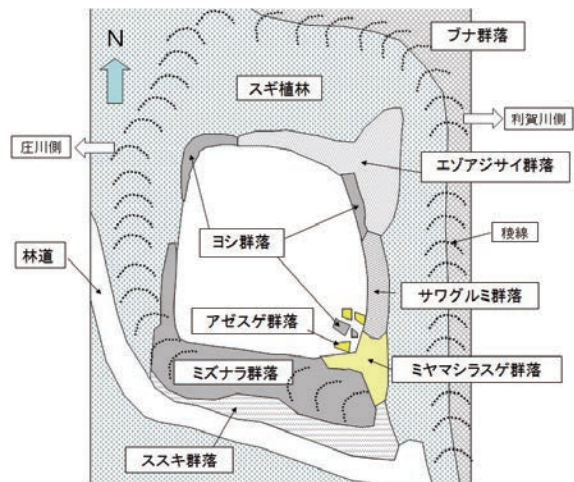 N
ブナ群落
スギ植林
利賀川側
庄川側
エゾアジサイ群落
ヨシ群落
稜線
林道
サワグルミ群落
アゼスゲ群落
ミズナラ群落
ミヤマシラスゲ群落
ススキ群落